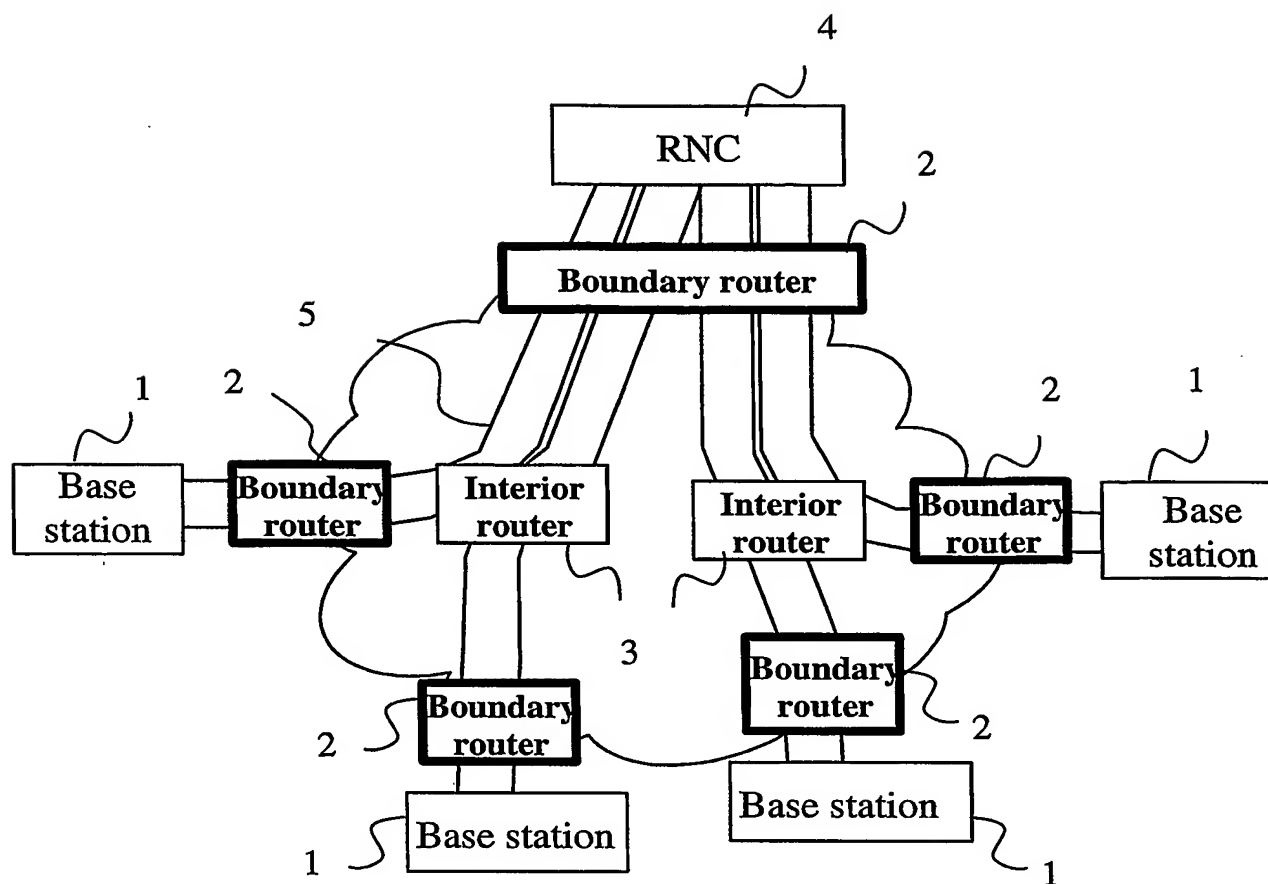 4
RNC
2
Boundary router
5
1
2
2
1
Base
station
Boundary
router
Interior
router
Interior
router
Boundary
router
Base
station
3
Boundary
router
2
Boundary
router
2
Base station
1
Base station
1